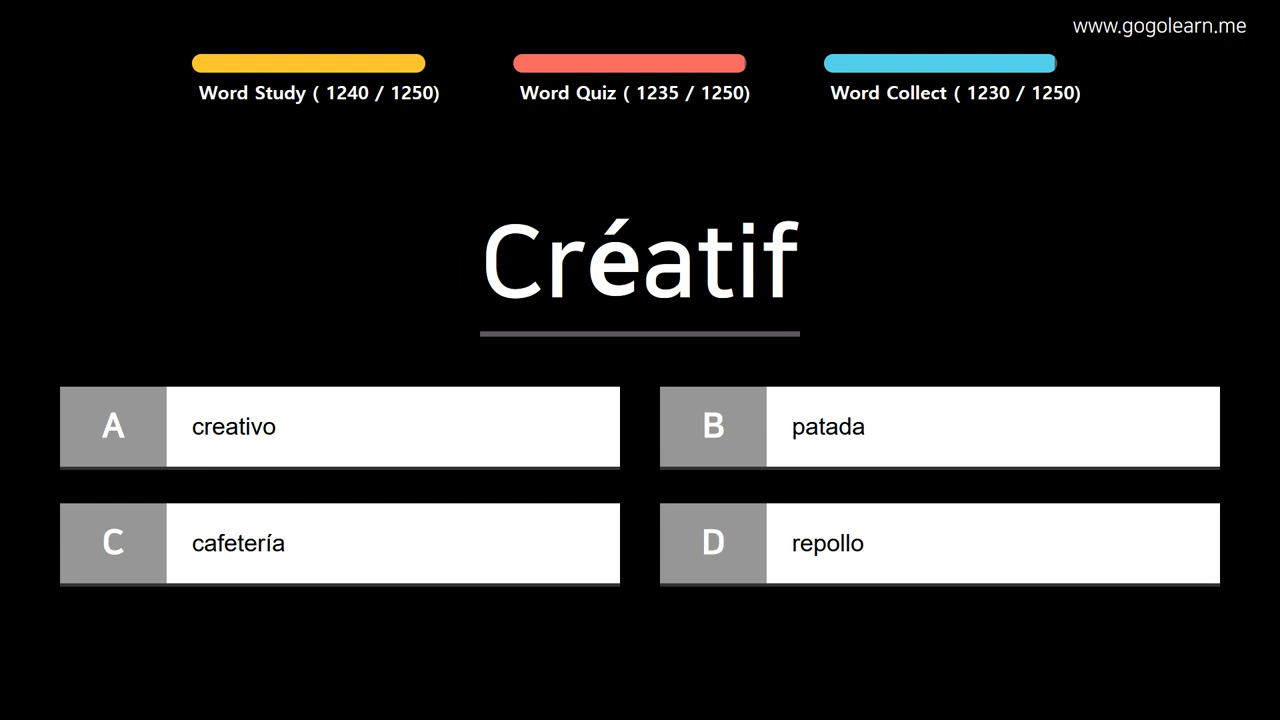 www.gogolearn.me
Word Study ( 1240 / 1250)
Word Quiz ( 1235 / 1250)
Word Collect ( 1230 / 1250)
Créatif
A creativo
B patada
C cafetería
D repollo